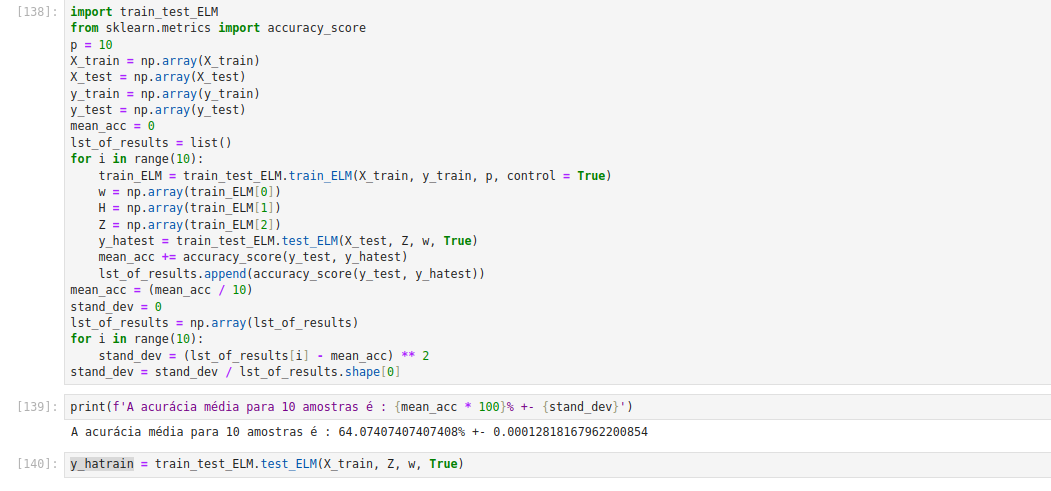 [138]: import train_test_ELM
from sklearn.metrics import accuracy_score
p = 10
X_train = np.array(X_train)
X_test = np.array(X_test)
y_train = np.array(y_train)
y_test = np.array(y_test)
mean_acc = 0
lst_of_results = list()
for i in range(10):
    train_ELM = train_test_ELM.train_ELM(X_train, y_train, p, control = True)
    w = np.array(train_ELM[0])
    H = np.array(train_ELM[1])
    Z = np.array(train_ELM[2])
    y_hatest = train_test_ELM.test_ELM(X_test, Z, w, True)
    mean_acc += accuracy_score(y_test, y_hatest)
    lst_of_results.append(accuracy_score(y_test, y_hatest))
mean_acc = (mean_acc / 10)
stand_dev = 0
lst_of_results = np.array(lst_of_results)
for i in range(10):
    stand_dev = (lst_of_results[i] - mean_acc) ** 2
stand_dev = stand_dev / lst_of_results.shape[0]
[139]: print(f'A acurácia média para 10 amostras é : {mean_acc * 100}% +- {stand_dev}')
A acurácia média para 10 amostras é : 64.07407407407408% +- 0.00012818167962200854
[140]: y_hatrain = train_test_ELM.test_ELM(X_train, Z, w, True)